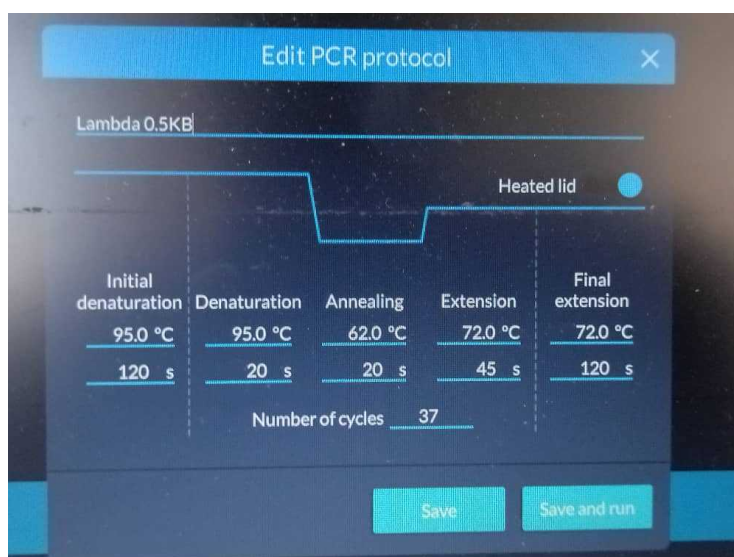 Edit PCR protocol ×
Lambda 0.5KB
Heated lid
Initial denaturation
Denaturation
Annealing
Extension
Final extension
95.0 °C 95.0 °C 62.0 °C 72.0 °C 72.0 °C
120 s 20 s 20 s 45 s 120 s
Number of cycles 37
Save Save and run